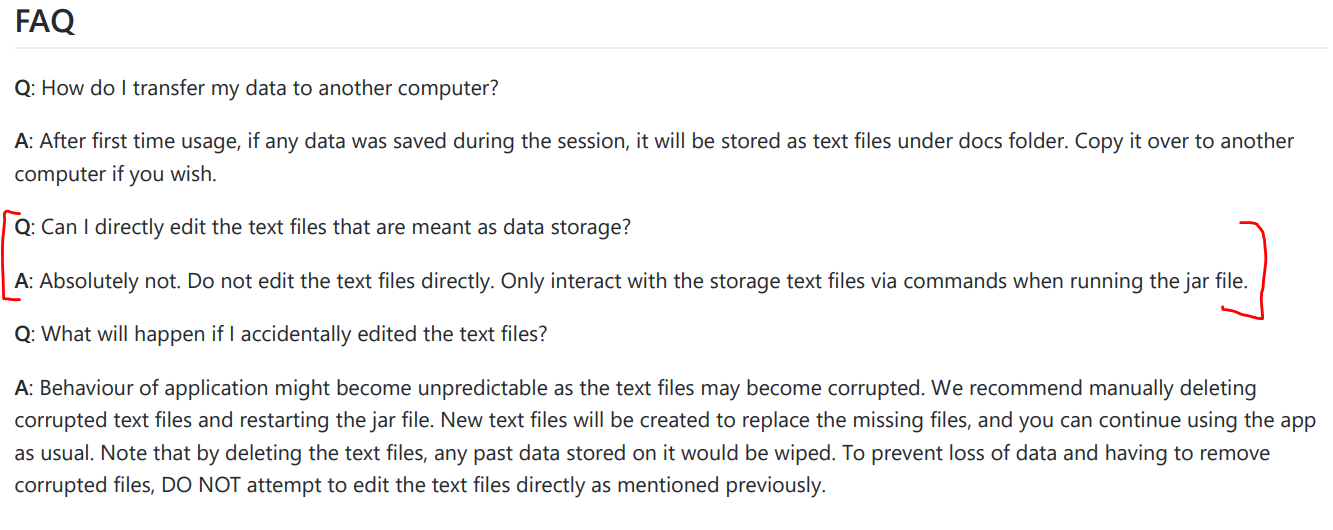 FAQ
Q: How do I transfer my data to another computer?
A: After first time usage, if any data was saved during the session, it will be stored as text files under docs folder. Copy it over to another
computer if you wish.
Q: Can I directly edit the text files that are meant as data storage?
A: Absolutely not. Do not edit the text files directly. Only interact with the storage text files via commands when running the jar file.
Q: What will happen if I accidentally edited the text files?
A: Behaviour of application might become unpredictable as the text files may become corrupted. We recommend manually deleting
corrupted text files and restarting the jar file. New text files will be created to replace the missing files, and you can continue using the app
as usual. Note that by deleting the text files, any past data stored on it would be wiped. To prevent loss of data and having to remove
corrupted files, DO NOT attempt to edit the text files directly as mentioned previously.